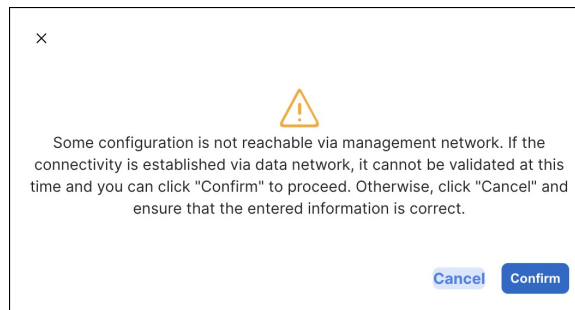 Some configuration is not reachable via management network. If the
connectivity is established via data network, it cannot be validated at this
time and you can click "Confirm" to proceed. Otherwise, click "Cancel" and
ensure that the entered information is correct.
Cancel
Confirm